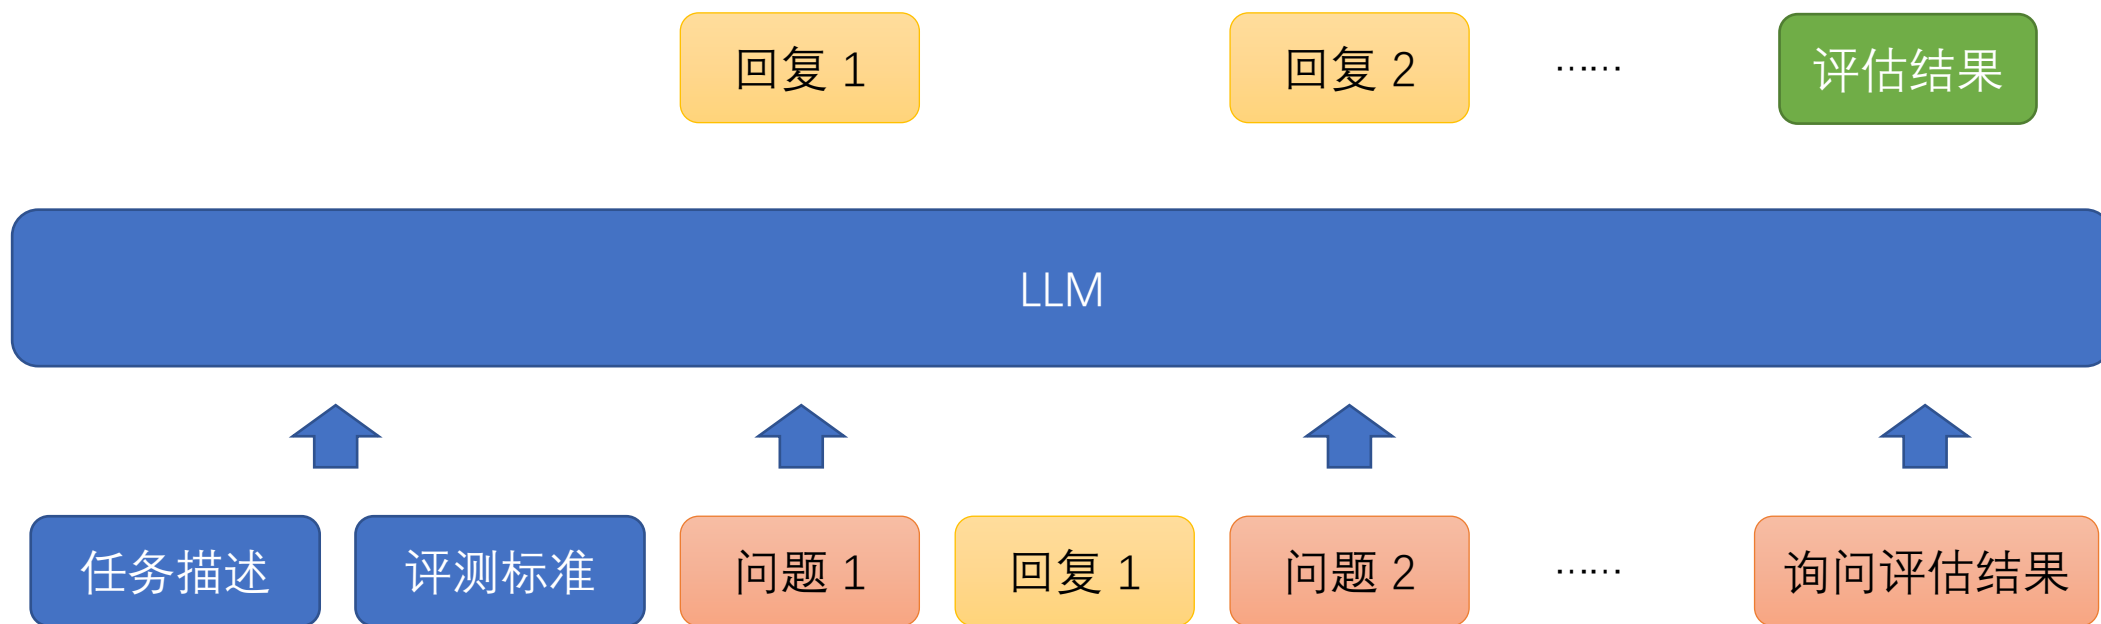 回复 1
回复 2
……
评估结果
LLM
任务描述
评测标准
问题 1
回复 1
问题 2
……
询问评估结果